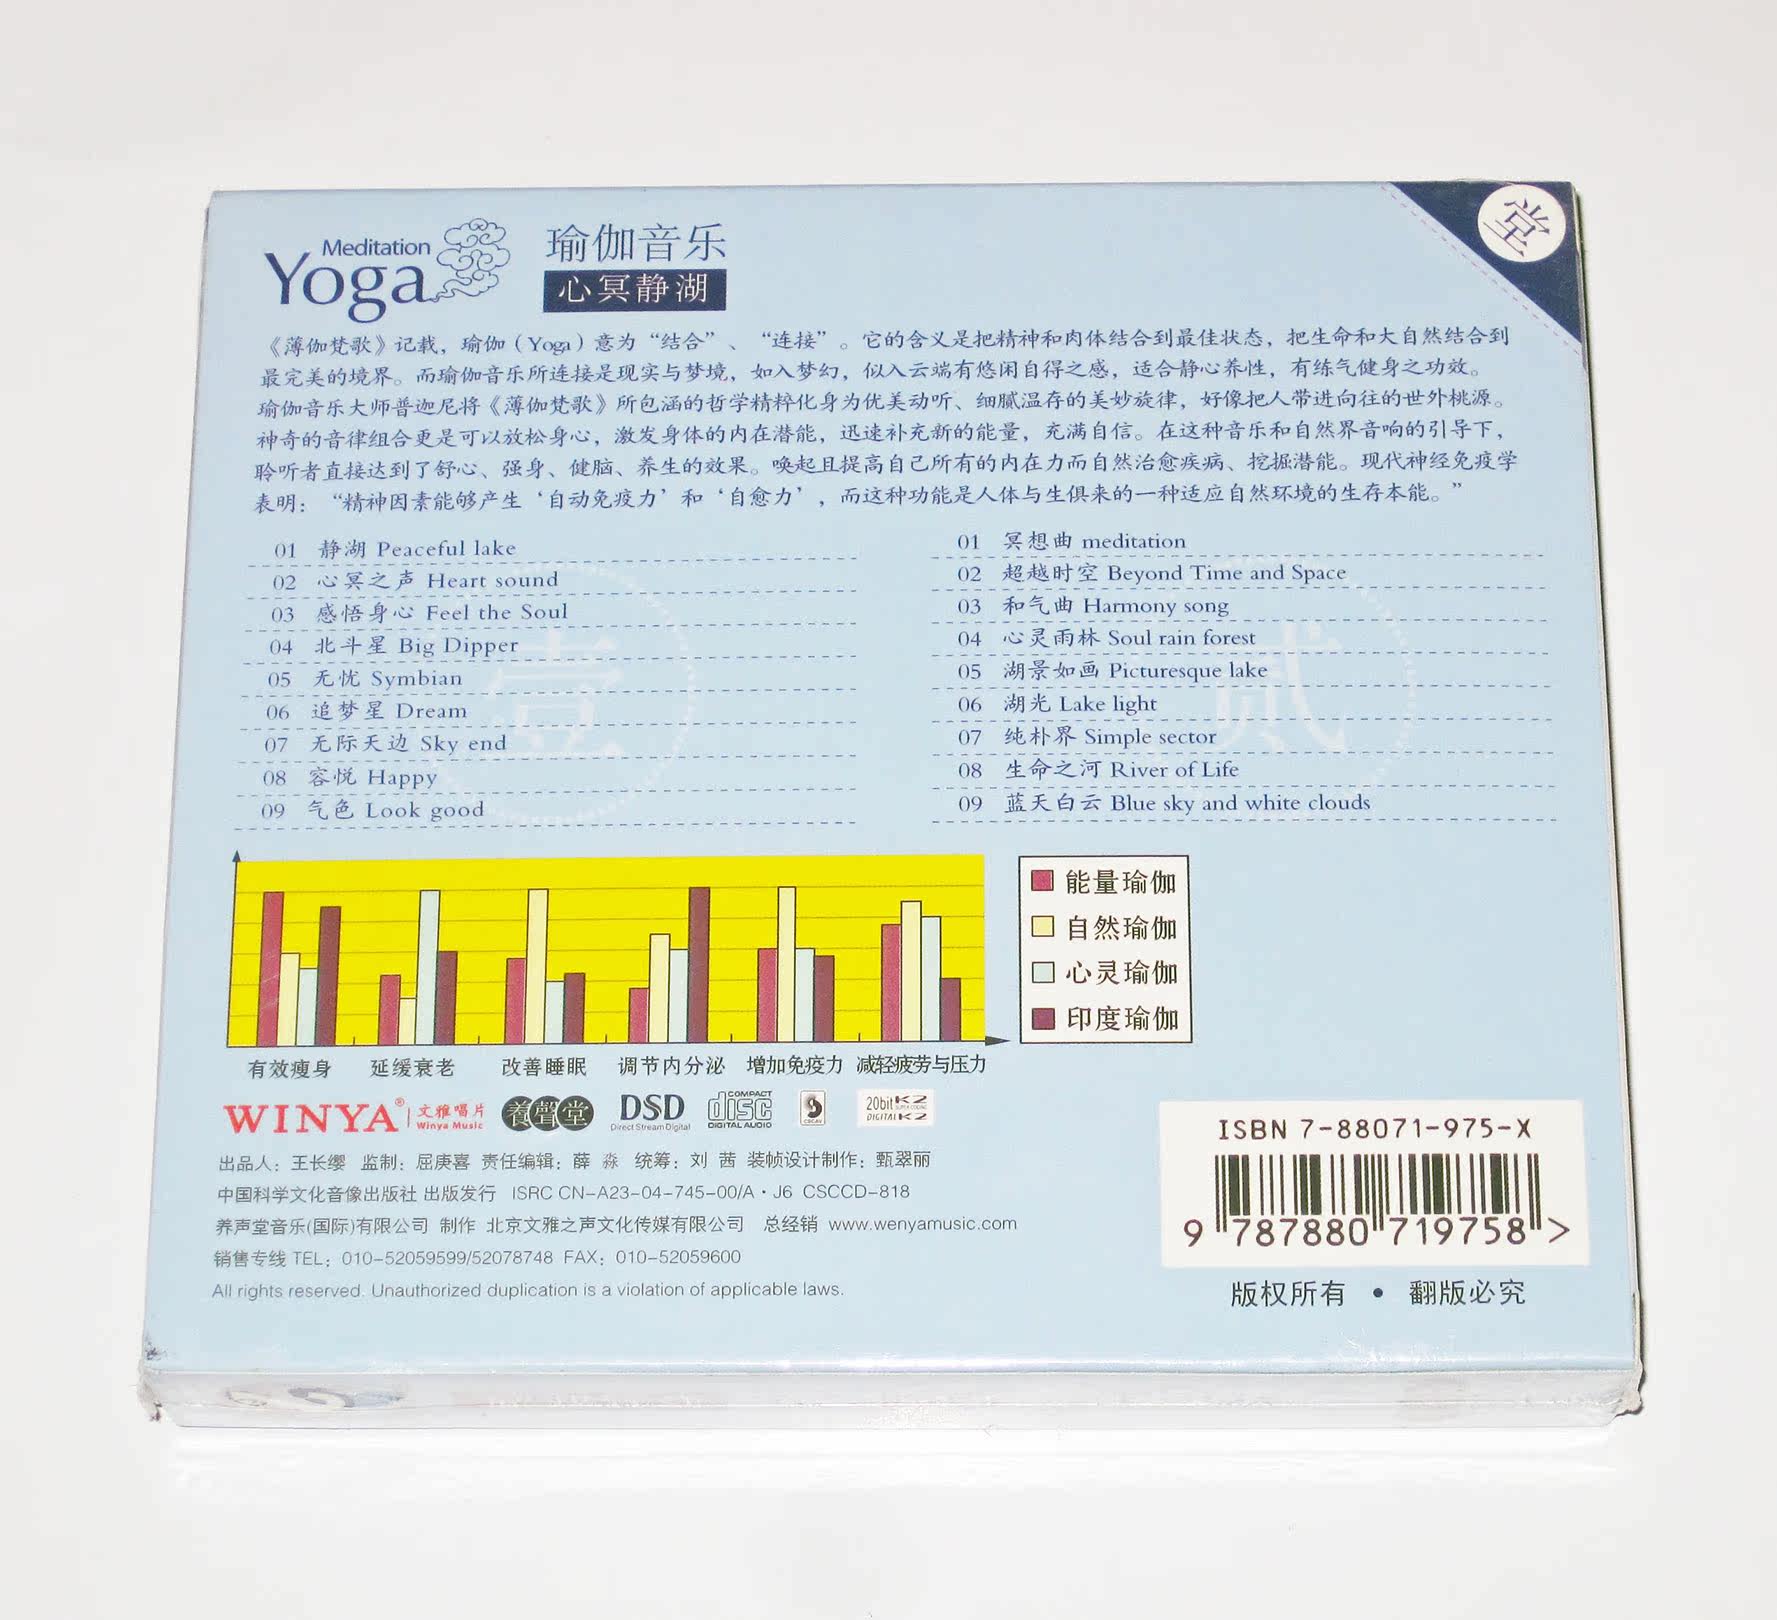 堂
Meditation
Yoga
瑜伽音乐
心冥静湖
《薄伽梵歌》记载，瑜伽（Yoga）意为“结合”、“连接”。它的含义是把精神和肉体结合到最佳状态，把生命和大自然结合到
最完美的境界。而瑜伽音乐所连接是现实与梦境，如入梦幻，似入云端有悠闲自得之感，适合静心养性，有练气健身之功效。
瑜伽音乐大师普迦尼将《薄伽梵歌》所包涵的哲学精粹化身为优美动听、细腻温存的美妙旋律，好像把人带进向往的世外桃源。
神奇的音律组合更是可以放松身心，激发身体的内在潜能，迅速补充新的能量，充满自信。在这种音乐和自然界音响的引导下，
聆听者直接达到了舒心、强身、健脑、养生的效果。唤起且提高自己所有的内在力而自然治愈疾病、挖掘潜能。现代神经免疫学
表明：“精神因素能够产生‘自动免疫力’和‘自愈力’，而这种功能是人体与生俱来的一种适应自然环境的生存本能。”
壹
01 静湖 Peaceful lake
02 心冥之声 Heart sound
03 感悟身心 Feel the Soul
04 北斗星 Big Dipper
05 无忧 Symbian
06 追梦星 Dream
07 无际天边 Sky end
08 容悦 Happy
09 气色 Look good
贰
01 冥想曲 meditation
02 超越时空 Beyond Time and Space
03 和气曲 Harmony song
04 心灵雨林 Soul rain forest
05 湖景如画 Picturesque lake
06 湖光 Lake light
07 纯朴界 Simple sector
08 生命之河 River of Life
09 蓝天白云 Blue sky and white clouds
能量瑜伽
自然瑜伽
心灵瑜伽
印度瑜伽
有效瘦身 延缓衰老 改善睡眠 调节内分泌 增加免疫力 减轻疲劳与压力
WINYA® 文雅唱片 Winya Music
養聲堂
DSD Direct Stream Digital
COMPACT disc DIGITAL AUDIO
20bit K2 SUPER CODING DIGITAL K2
出品人：王长缨 监制：屈庚喜 责任编辑：薛 淼 统筹：刘 茜 装帧设计制作：甄翠丽
中国科学文化音像出版社 出版发行 ISRC CN-A23-04-745-00/A·J6 CSCCD-818
养声堂音乐(国际)有限公司 制作 北京文雅之声文化传媒有限公司 总经销 www.wenyamusic.com
销售专线 TEL：010-52059599/52078748 FAX：010-52059600
All rights reserved. Unauthorized duplication is a violation of applicable laws.
ISBN 7-88071-975-X
9 787880 719758 >
版权所有 • 翻版必究